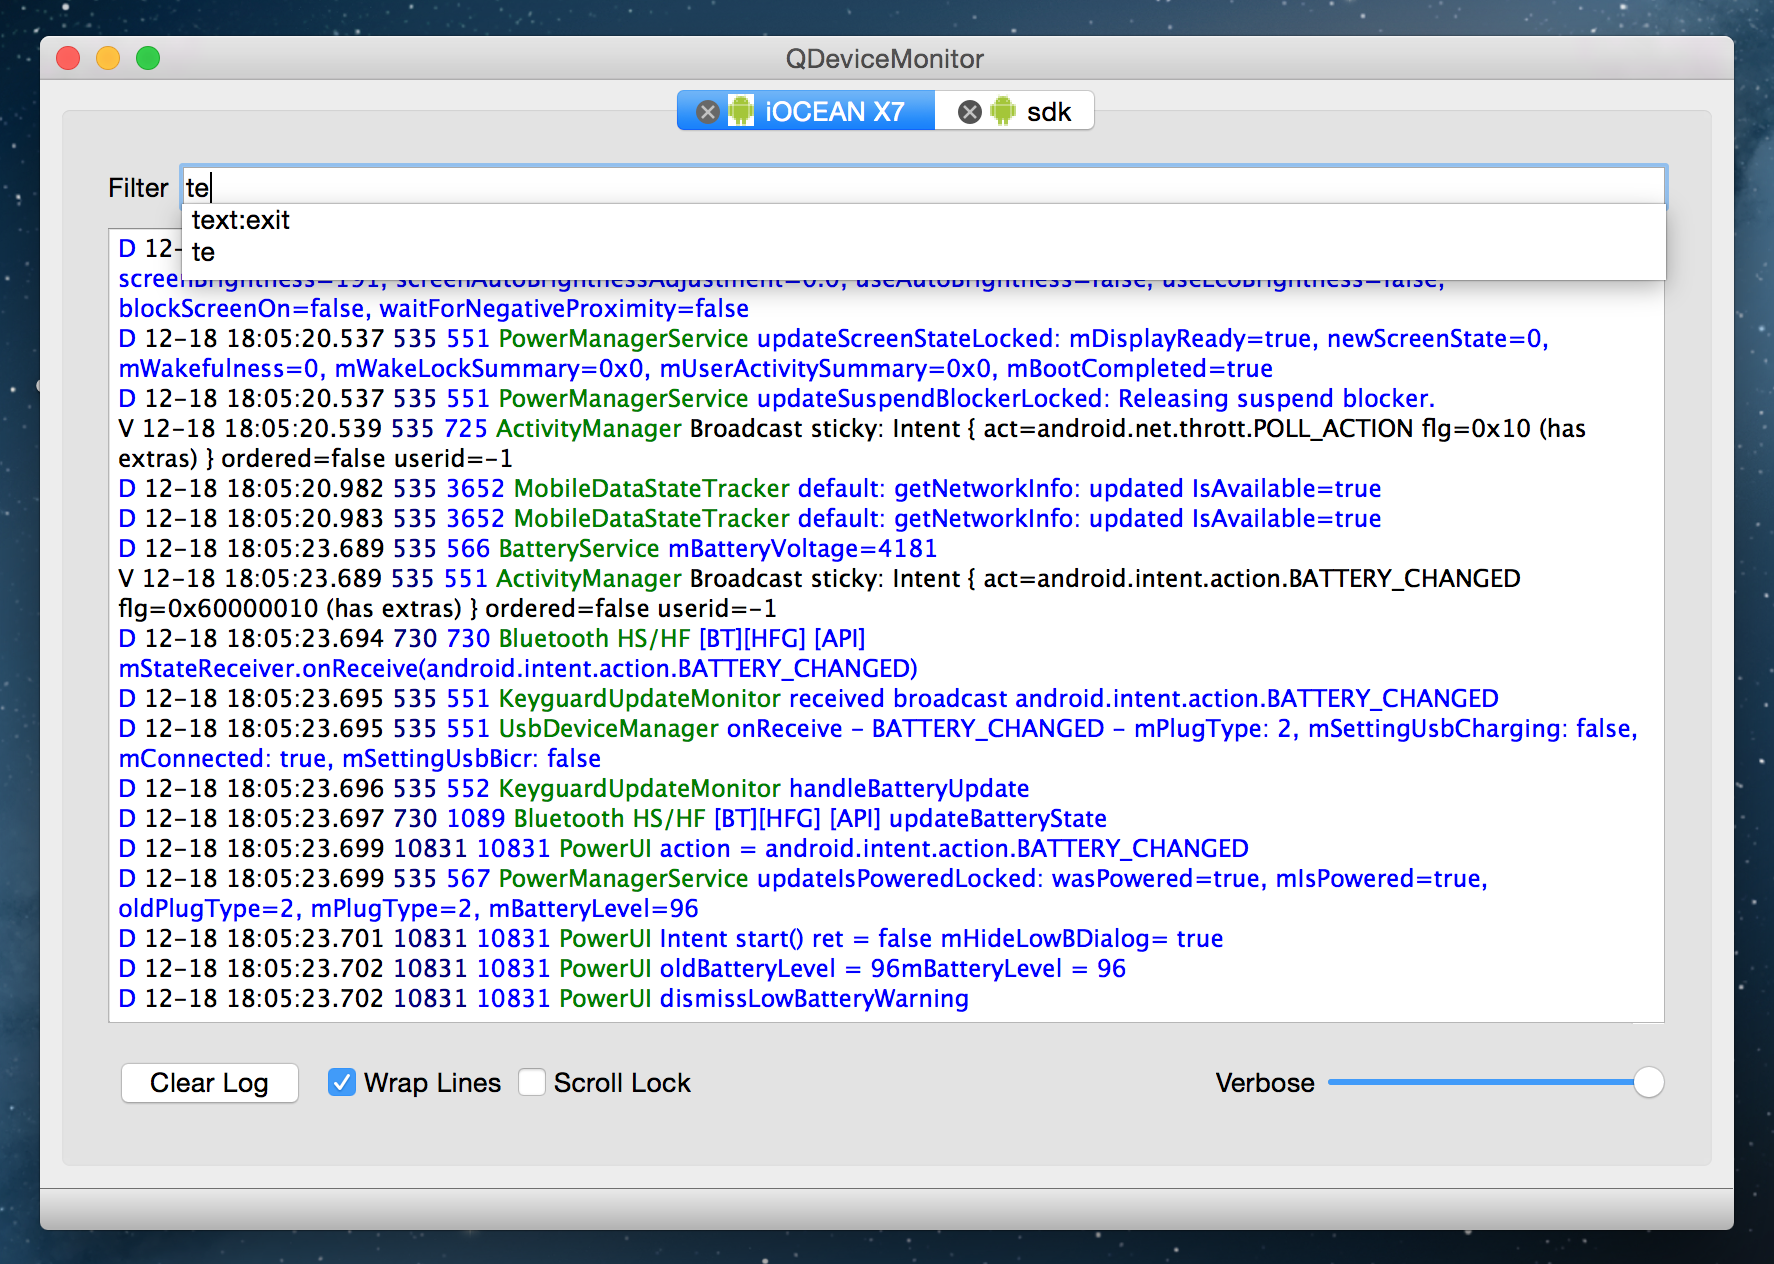 QDeviceMonitor
iOCEAN X7
sdk
Filter te
text:exit
te
D 12-
screenBrightness=191, screenAutoBrightnessAdjustment=0.0, useAutoBrightness=false, useEcoBrightness=false,
blockScreenOn=false, waitForNegativeProximity=false
D 12-18 18:05:20.537 535 551 PowerManagerService updateScreenStateLocked: mDisplayReady=true, newScreenState=0,
mWakefulness=0, mWakeLockSummary=0x0, mUserActivitySummary=0x0, mBootCompleted=true
D 12-18 18:05:20.537 535 551 PowerManagerService updateSuspendBlockerLocked: Releasing suspend blocker.
V 12-18 18:05:20.539 535 725 ActivityManager Broadcast sticky: Intent { act=android.net.thrott.POLL_ACTION flg=0x10 (has
extras) } ordered=false userid=-1
D 12-18 18:05:20.982 535 3652 MobileDataStateTracker default: getNetworkInfo: updated IsAvailable=true
D 12-18 18:05:20.983 535 3652 MobileDataStateTracker default: getNetworkInfo: updated IsAvailable=true
D 12-18 18:05:23.689 535 566 BatteryService mBatteryVoltage=4181
V 12-18 18:05:23.689 535 551 ActivityManager Broadcast sticky: Intent { act=android.intent.action.BATTERY_CHANGED
flg=0x60000010 (has extras) } ordered=false userid=-1
D 12-18 18:05:23.694 730 730 Bluetooth HS/HF [BT][HFG] [API]
mStateReceiver.onReceive(android.intent.action.BATTERY_CHANGED)
D 12-18 18:05:23.695 535 551 KeyguardUpdateMonitor received broadcast android.intent.action.BATTERY_CHANGED
D 12-18 18:05:23.695 535 551 UsbDeviceManager onReceive - BATTERY_CHANGED - mPlugType: 2, mSettingUsbCharging: false,
mConnected: true, mSettingUsbBicr: false
D 12-18 18:05:23.696 535 552 KeyguardUpdateMonitor handleBatteryUpdate
D 12-18 18:05:23.697 730 1089 Bluetooth HS/HF [BT][HFG] [API] updateBatteryState
D 12-18 18:05:23.699 10831 10831 PowerUI action = android.intent.action.BATTERY_CHANGED
D 12-18 18:05:23.699 535 567 PowerManagerService updateIsPoweredLocked: wasPowered=true, mIsPowered=true,
oldPlugType=2, mPlugType=2, mBatteryLevel=96
D 12-18 18:05:23.701 10831 10831 PowerUI Intent start() ret = false mHideLowBDialog= true
D 12-18 18:05:23.702 10831 10831 PowerUI oldBatteryLevel = 96mBatteryLevel = 96
D 12-18 18:05:23.702 10831 10831 PowerUI dismissLowBatteryWarning
Clear Log
Wrap Lines
Scroll Lock
Verbose